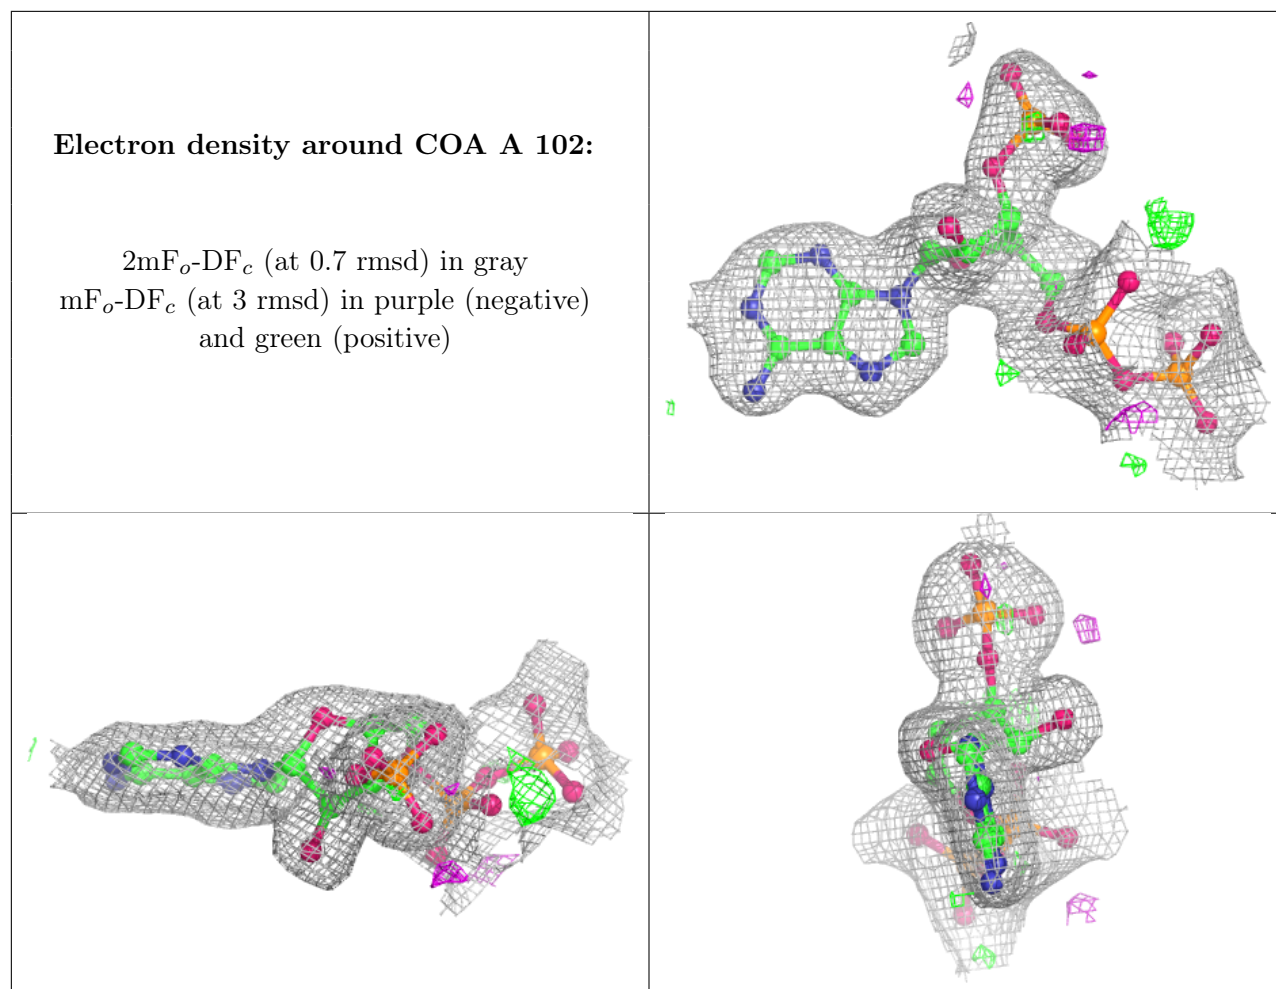 Electron density around COA A 102:
2mFo-DFc (at 0.7 rmsd) in gray
mFo-DFc (at 3 rmsd) in purple (negative)
and green (positive)